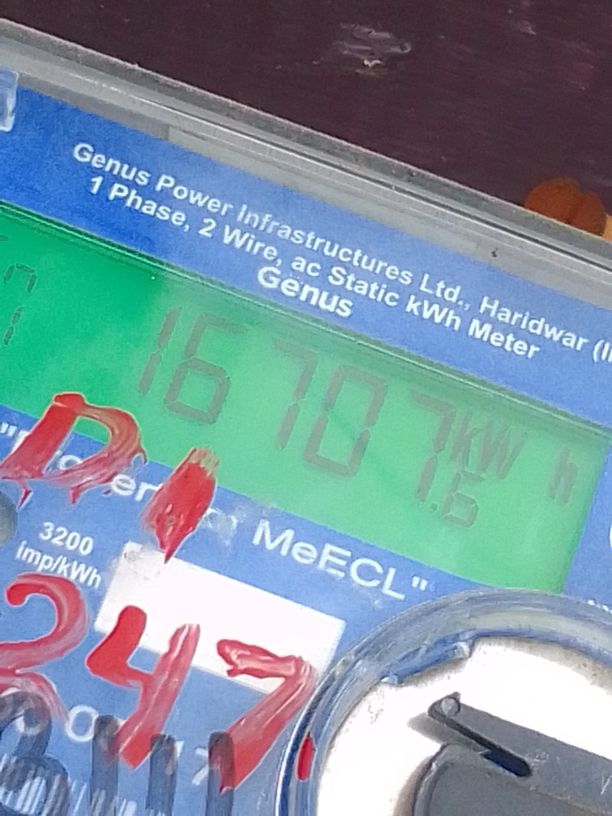 Genus Power Infrastructures Ltd., Haridwar
1 Phase, 2 Wire, ac Static kWh Meter
Genus
16707.6 kW h
D1
MeECL"
3200
imp/kWh
247